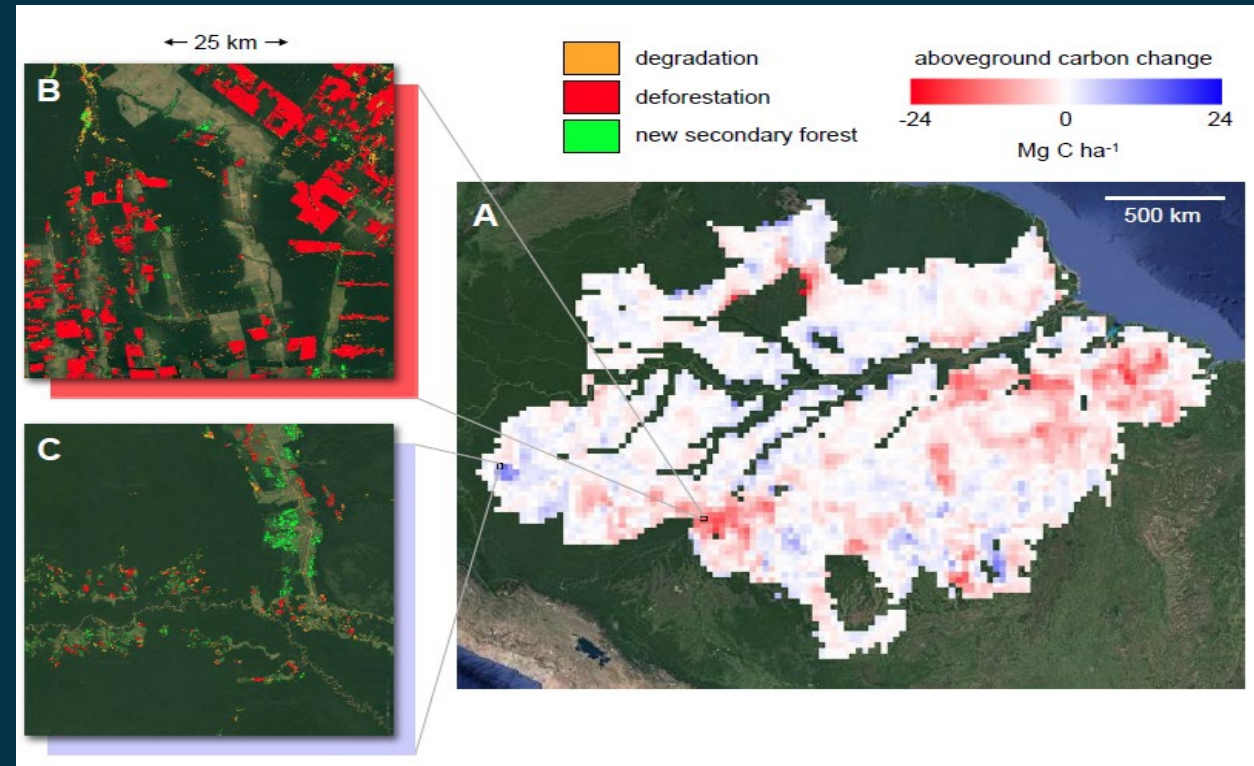 ← 25 km →
degradation
deforestation
new secondary forest
aboveground carbon change
-24 0 24
Mg C ha⁻¹
B
A
500 km
C